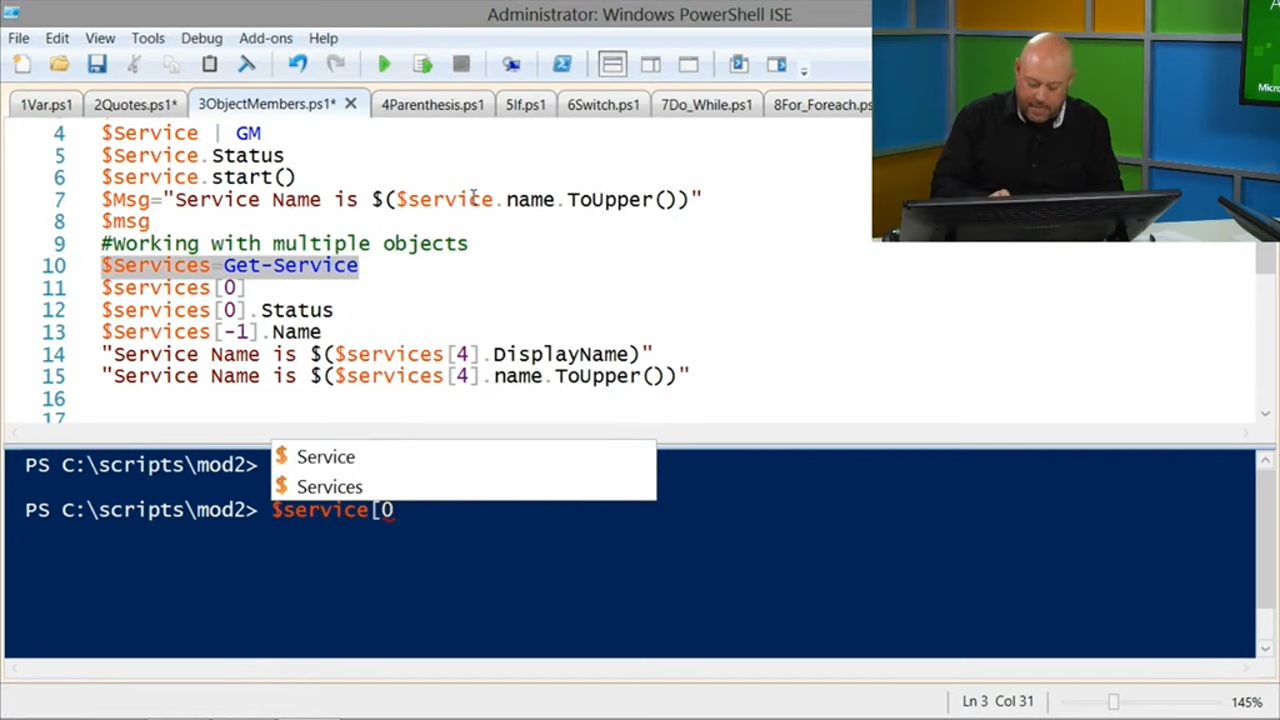 Administrator: Windows PowerShell ISE
File Edit View Tools Debug Add-ons Help
1Var.ps1 2Quotes.ps1* 3ObjectMembers.ps1* 4Parenthesis.ps1 5If.ps1 6Switch.ps1 7Do_While.ps1 8For_Foreach.ps
4 $Service | GM
5 $Service.Status
6 $service.start()
7 $Msg="Service Name is $($service.name.ToUpper())"
8 $msg
9 #Working with multiple objects
10 $Services=Get-Service
11 $services[0]
12 $services[0].Status
13 $Services[-1].Name
14 "Service Name is $($services[4].DisplayName)"
15 "Service Name is $($services[4].name.ToUpper())"
16
17
$ Service
PS C:\scripts\mod2>
$ Services
PS C:\scripts\mod2> $service[0
Ln 3 Col 31 145%